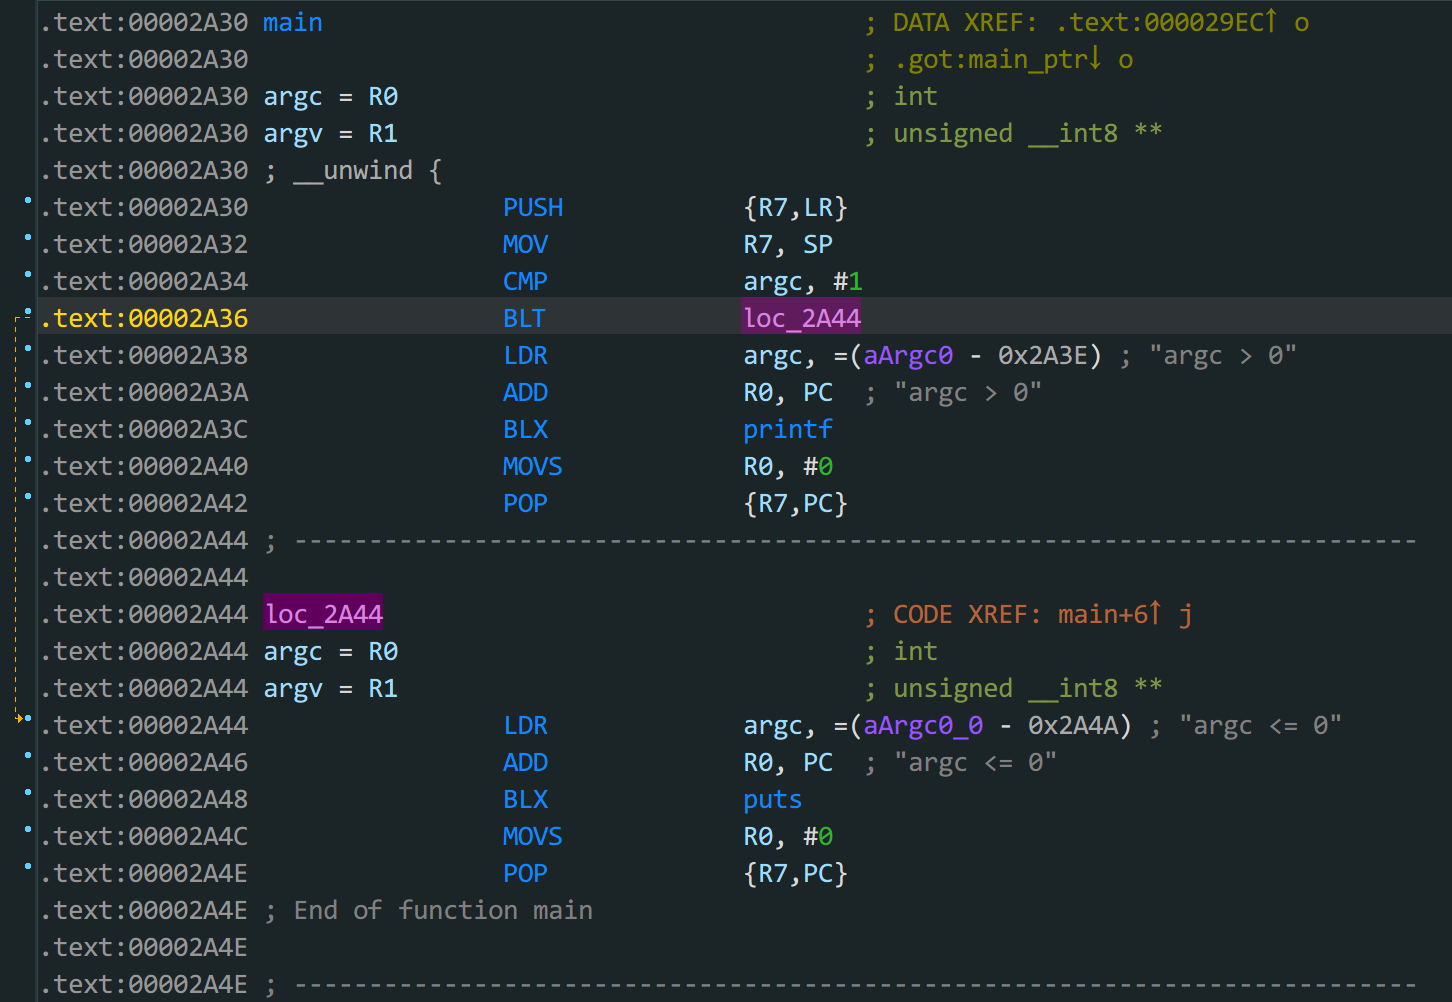 .text:00002A30 main ; DATA XREF: .text:000029EC↑ o
.text:00002A30 ; .got:main_ptr↓ o
.text:00002A30 argc = R0 ; int
.text:00002A30 argv = R1 ; unsigned __int8 **
.text:00002A30 ; __unwind {
.text:00002A30 PUSH {R7,LR}
.text:00002A32 MOV R7, SP
.text:00002A34 CMP argc, #1
.text:00002A36 BLT loc_2A44
.text:00002A38 LDR argc, =(aArgc0 - 0x2A3E) ; "argc > 0"
.text:00002A3A ADD R0, PC ; "argc > 0"
.text:00002A3C BLX printf
.text:00002A40 MOVS R0, #0
.text:00002A42 POP {R7,PC}
.text:00002A44 ; ---------------------------------------------------------------------------
.text:00002A44
.text:00002A44 loc_2A44 ; CODE XREF: main+6↑ j
.text:00002A44 argc = R0 ; int
.text:00002A44 argv = R1 ; unsigned __int8 **
.text:00002A44 LDR argc, =(aArgc0_0 - 0x2A4A) ; "argc <= 0"
.text:00002A46 ADD R0, PC ; "argc <= 0"
.text:00002A48 BLX puts
.text:00002A4C MOVS R0, #0
.text:00002A4E POP {R7,PC}
.text:00002A4E ; End of function main
.text:00002A4E
.text:00002A4E ; ---------------------------------------------------------------------------